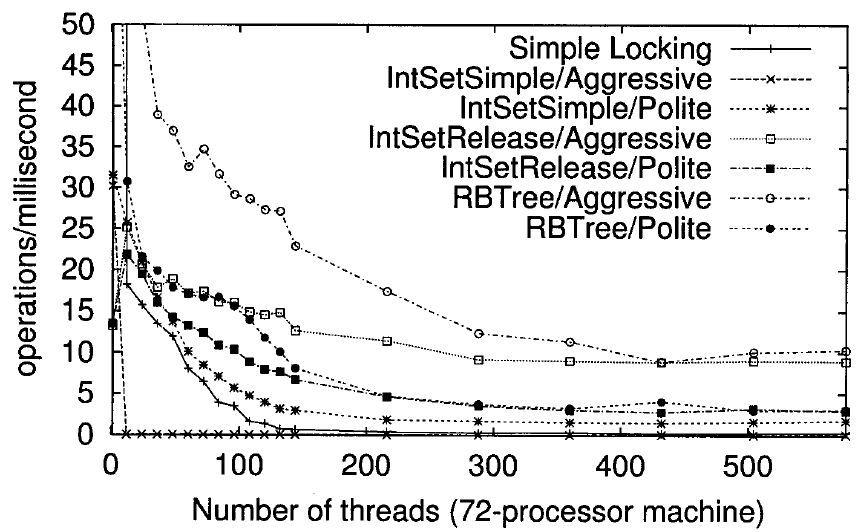 50
45
40
35
30
25
20
15
10
5
0
operations/millisecond
Simple Locking
IntSetSimple/Aggressive
IntSetSimple/Polite
IntSetRelease/Aggressive
IntSetRelease/Polite
RBTree/Aggressive
RBTree/Polite
0 100 200 300 400 500
Number of threads (72-processor machine)